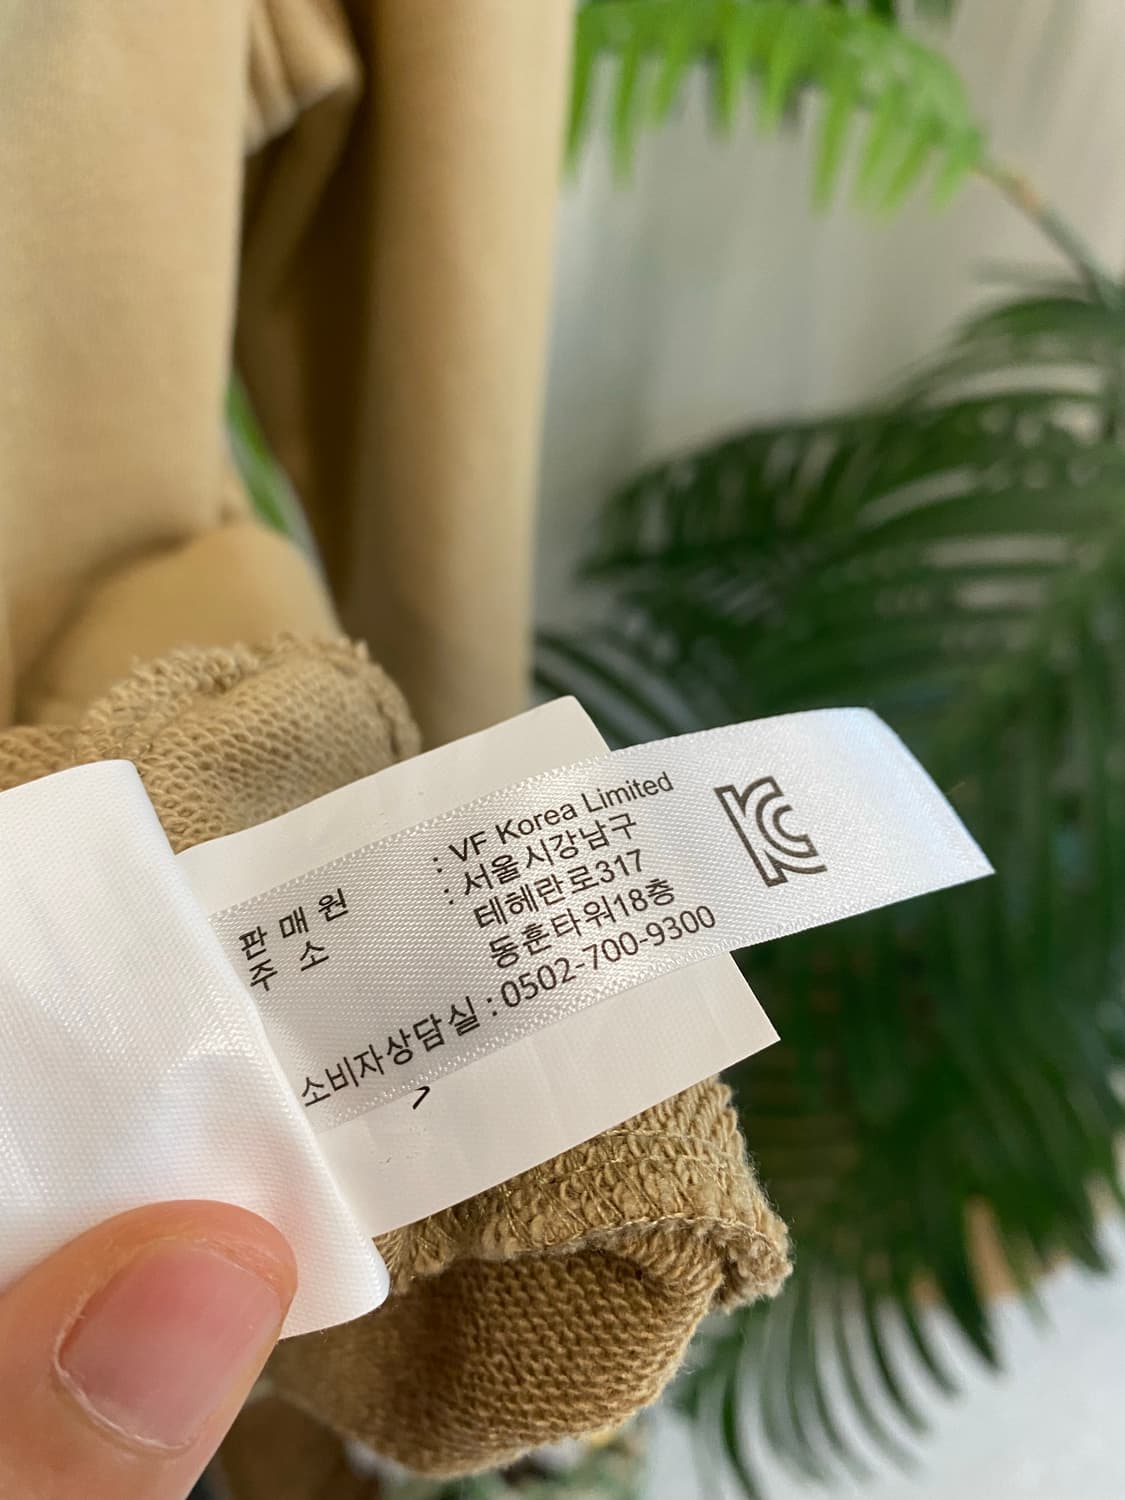 판 매 원 : VF Korea Limited
주 소 : 서울시강남구
테헤란로317
동훈타워18층
소비자상담실 : 0502-700-9300
KC